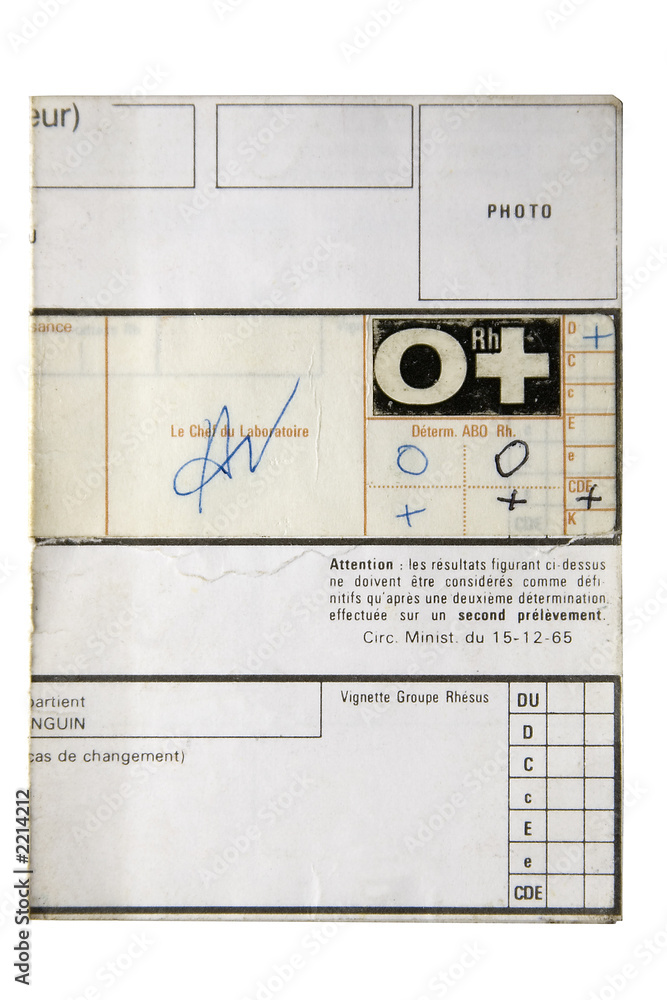 eur)
PHOTO
sance
O Rh +
D +
C
c
Le Chef du Laboratoire
Déterm. ABO Rh.
E
O O
e
+ +
CDE +
K
Attention : les résultats figurant ci-dessus
ne doivent être considérés comme défi-
nitifs qu'après une deuxième détermination
effectuée sur un second prélèvement.
Circ. Minist. du 15-12-65
partient
NGUIN
Vignette Groupe Rhésus
DU
D
cas de changement)
C
c
E
e
CDE
Adobe Stock | #2214212